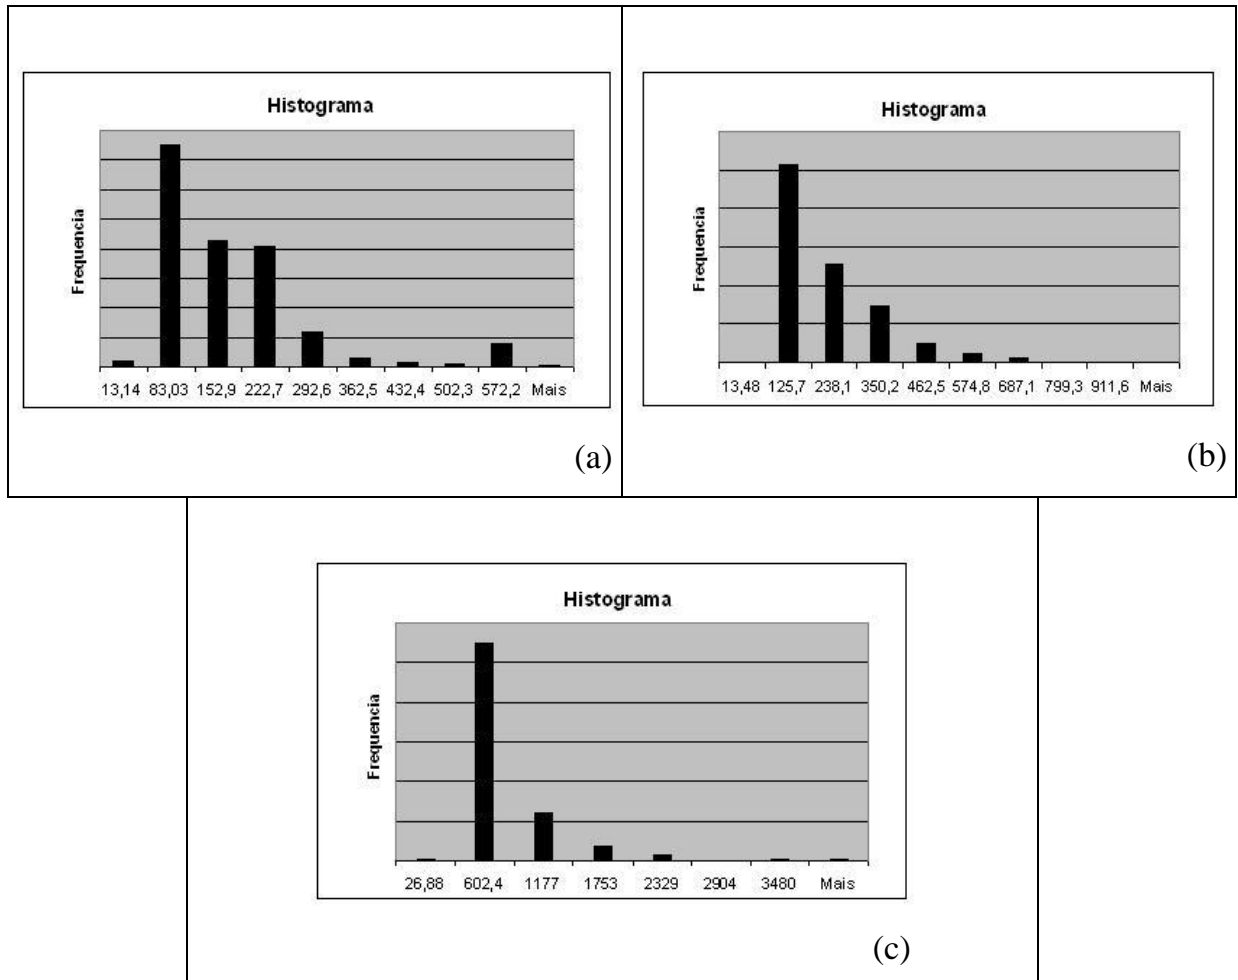 Histograma
Frequencia
13,14 83,03 152,9 222,7 292,6 362,5 432,4 502,3 572,2 Mais
(a)
Histograma
Frequencia
13,48 125,7 238,1 350,2 462,5 574,8 687,1 799,3 911,6 Mais
(b)
Histograma
Frequencia
26,88 602,4 1177 1753 2329 2904 3480 Mais
(c)